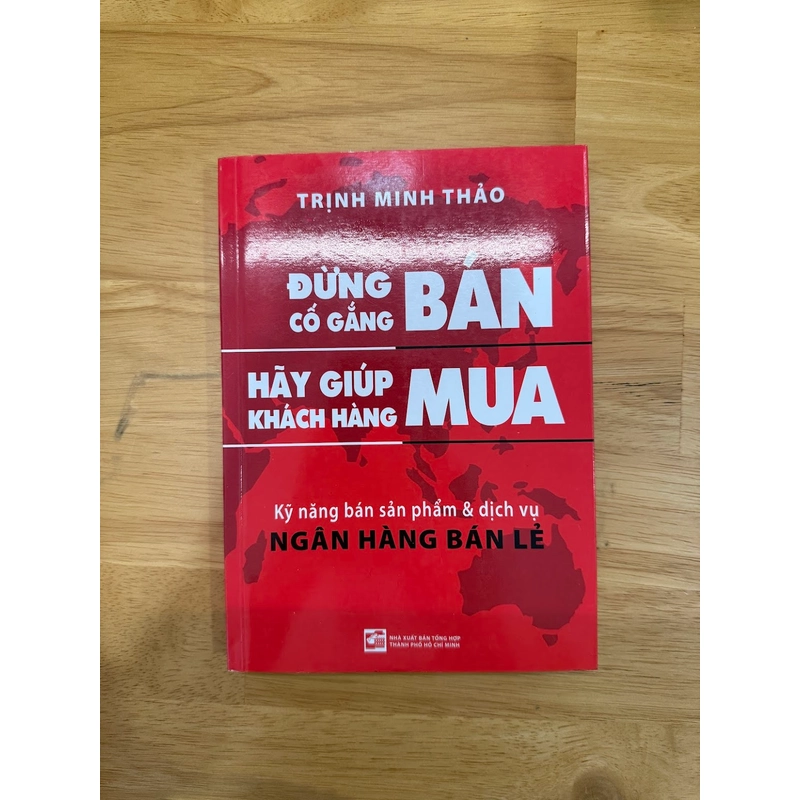 TRỊNH MINH THẢO
ĐỪNG
CỐ GẮNG
BÁN
HÃY GIÚP
KHÁCH HÀNG
MUA
Kỹ năng bán sản phẩm & dịch vụ
NGÂN HÀNG BÁN LẺ
NHÀ XUẤT BẢN TỔNG HỢP
THÀNH PHỐ HỒ CHÍ MINH